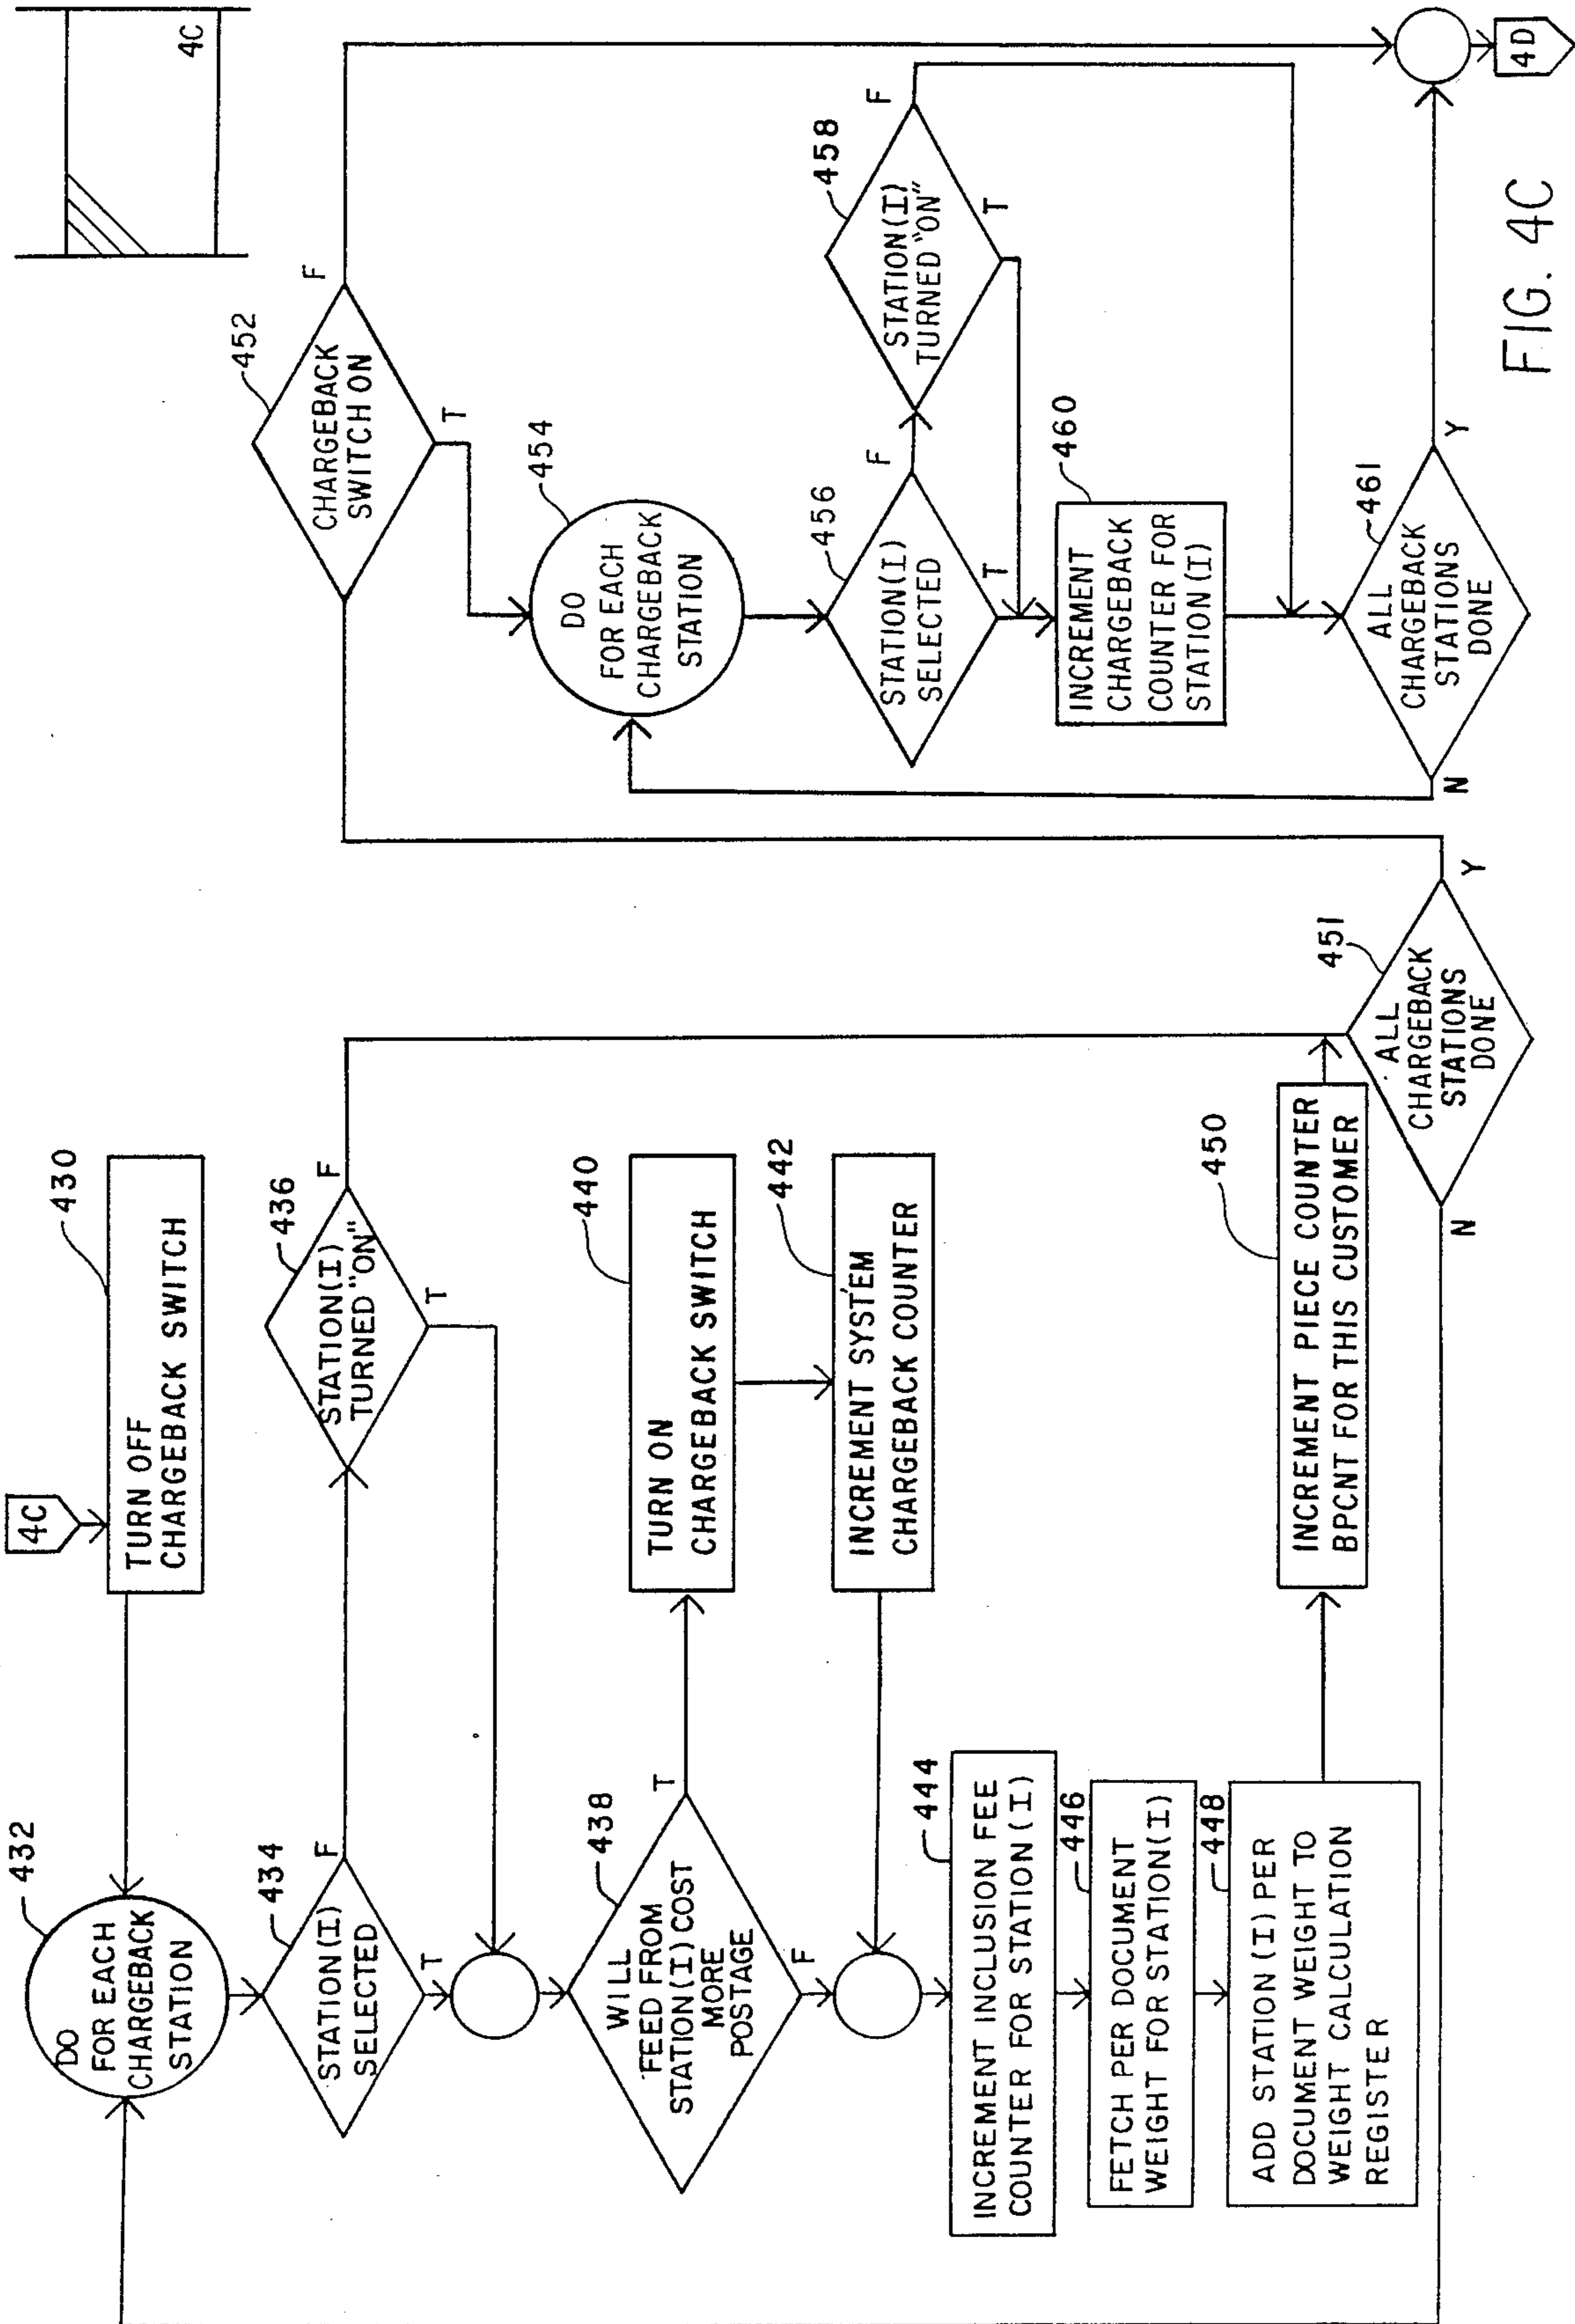 4C
4C
430
TURN OFF
CHARGEBACK SWITCH
432
DO
FOR EACH
CHARGEBACK
STATION
434
STATION(I)
SELECTED
F
T
436
STATION(I)
TURNED "ON"
F
T
438
WILL
FEED FROM
STATION(I) COST
MORE
POSTAGE
T
F
440
TURN ON
CHARGEBACK SWITCH
442
INCREMENT SYSTEM
CHARGEBACK COUNTER
444
INCREMENT INCLUSION FEE
COUNTER FOR STATION(I)
446
FETCH PER DOCUMENT
WEIGHT FOR STATION(I)
448
ADD STATION(I) PER
DOCUMENT WEIGHT TO
WEIGHT CALCULATION
REGISTER
450
INCREMENT PIECE COUNTER
BPCNT FOR THIS CUSTOMER
451
ALL
CHARGEBACK
STATIONS
DONE
N
Y
452
CHARGEBACK
SWITCH ON
F
T
454
DO
FOR EACH
CHARGEBACK
STATION
456
STATION(I)
SELECTED
F
T
458
STATION(I)
TURNED "ON"
F
T
460
INCREMENT
CHARGEBACK
COUNTER FOR
STATION(I)
461
ALL
CHARGEBACK
STATIONS
DONE
N
Y
4D
FIG. 4C